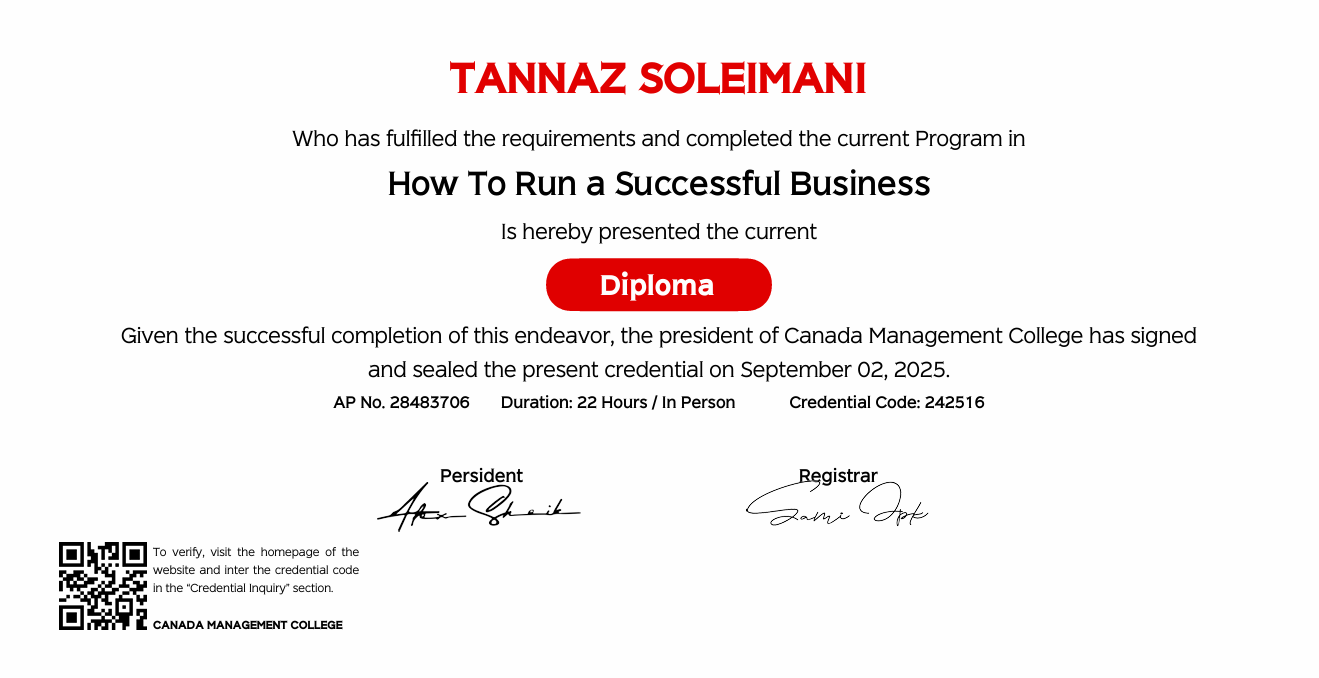 TANNAZ SOLEIMANI
Who has fulfilled the requirements and completed the current Program in
How To Run a Successful Business
Is hereby presented the current
Diploma
Given the successful completion of this endeavor, the president of Canada Management College has signed
and sealed the present credential on September 02, 2025.
AP No. 28483706 Duration: 22 Hours / In Person Credential Code: 242516
Persident Registrar
To verify, visit the homepage of the
website and inter the credential code
in the “Credential Inquiry” section.
CANADA MANAGEMENT COLLEGE